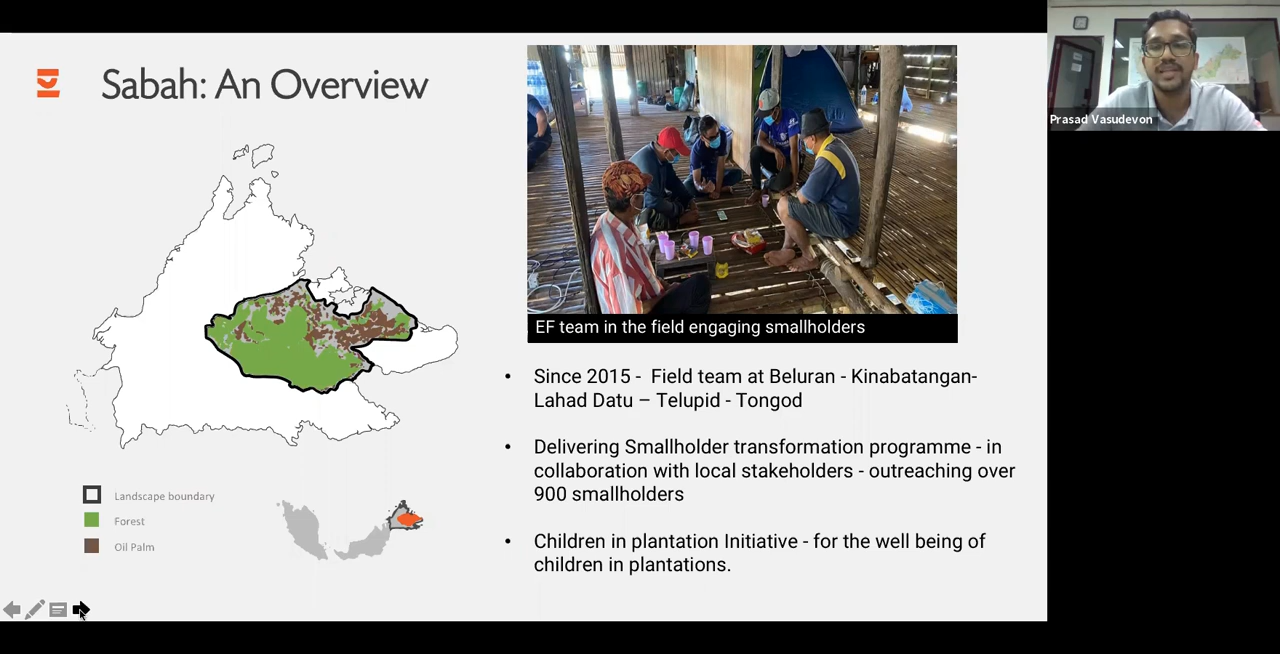 Sabah: An Overview
Prasad Vasudevon
EF team in the field engaging smallholders
• Since 2015 -  Field team at Beluran - Kinabatangan-
Lahad Datu – Telupid - Tongod
• Delivering Smallholder transformation programme - in
collaboration with local stakeholders - outreaching over
900 smallholders
• Children in plantation Initiative - for the well being of
children in plantations.
Landscape boundary
Forest
Oil Palm